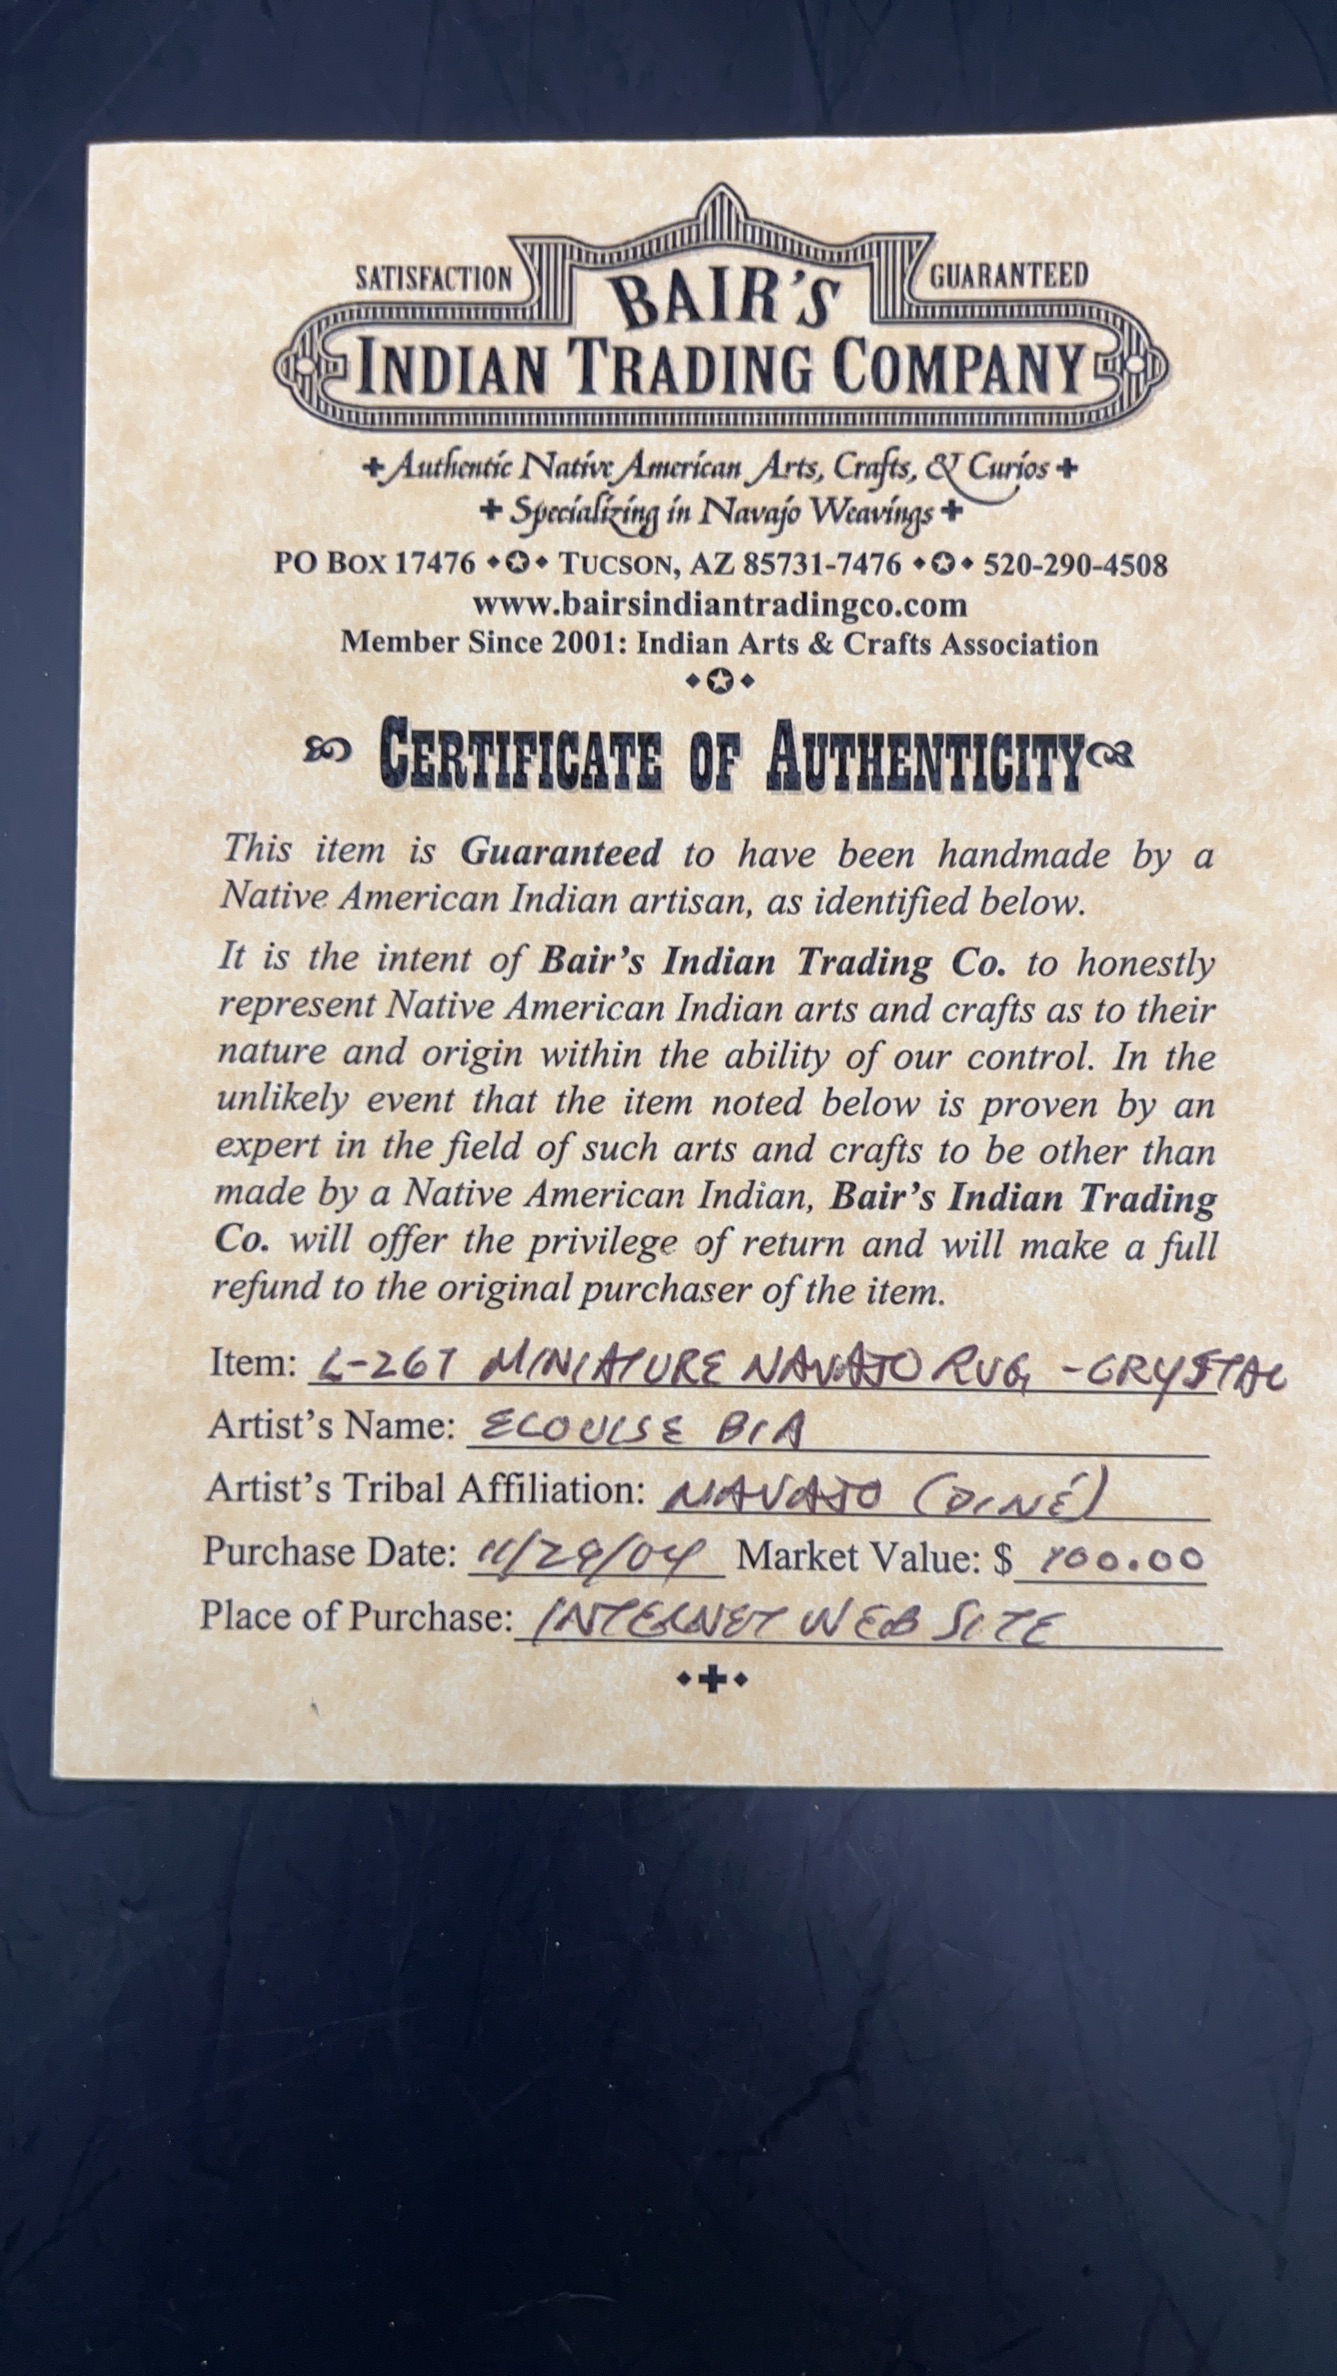 SATISFACTION GUARANTEED
BAIR'S
INDIAN TRADING COMPANY
+ Authentic Native American Arts, Crafts, & Curios +
+ Specializing in Navajo Weavings +
PO BOX 17476 ⬩✪⬩ TUCSON, AZ 85731-7476 ⬩✪⬩ 520-290-4508
www.bairsindiantradingco.com
Member Since 2001: Indian Arts & Crafts Association
⬩✪⬩
CERTIFICATE OF AUTHENTICITY
This item is Guaranteed to have been handmade by a
Native American Indian artisan, as identified below.
It is the intent of Bair's Indian Trading Co. to honestly
represent Native American Indian arts and crafts as to their
nature and origin within the ability of our control. In the
unlikely event that the item noted below is proven by an
expert in the field of such arts and crafts to be other than
made by a Native American Indian, Bair's Indian Trading
Co. will offer the privilege of return and will make a full
refund to the original purchaser of the item.
Item: L-267 MINIATURE NAVAJO RUG - CRYSTAL
Artist's Name: ELOUISE BIA
Artist's Tribal Affiliation: NAVAJO (DINÉ)
Purchase Date: 11/29/04 Market Value: $
Place of Purchase: INTERNET WEB SITE